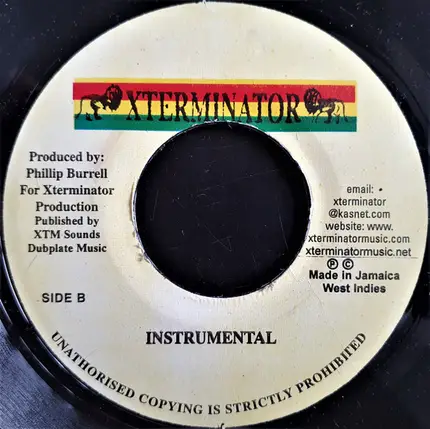 XTERMINATOR
Produced by:
Phillip Burrell
For Xterminator
Production
Published by
XTM Sounds
Dubplate Music
email: •
xterminator
@kasnet.com
website: www.
xterminatormusic.com
xterminatormusic.net
Ⓟ ©
Made in Jamaica
West Indies
SIDE B
INSTRUMENTAL
UNATHORISED COPYING IS STRICTLY PROHIBIFED